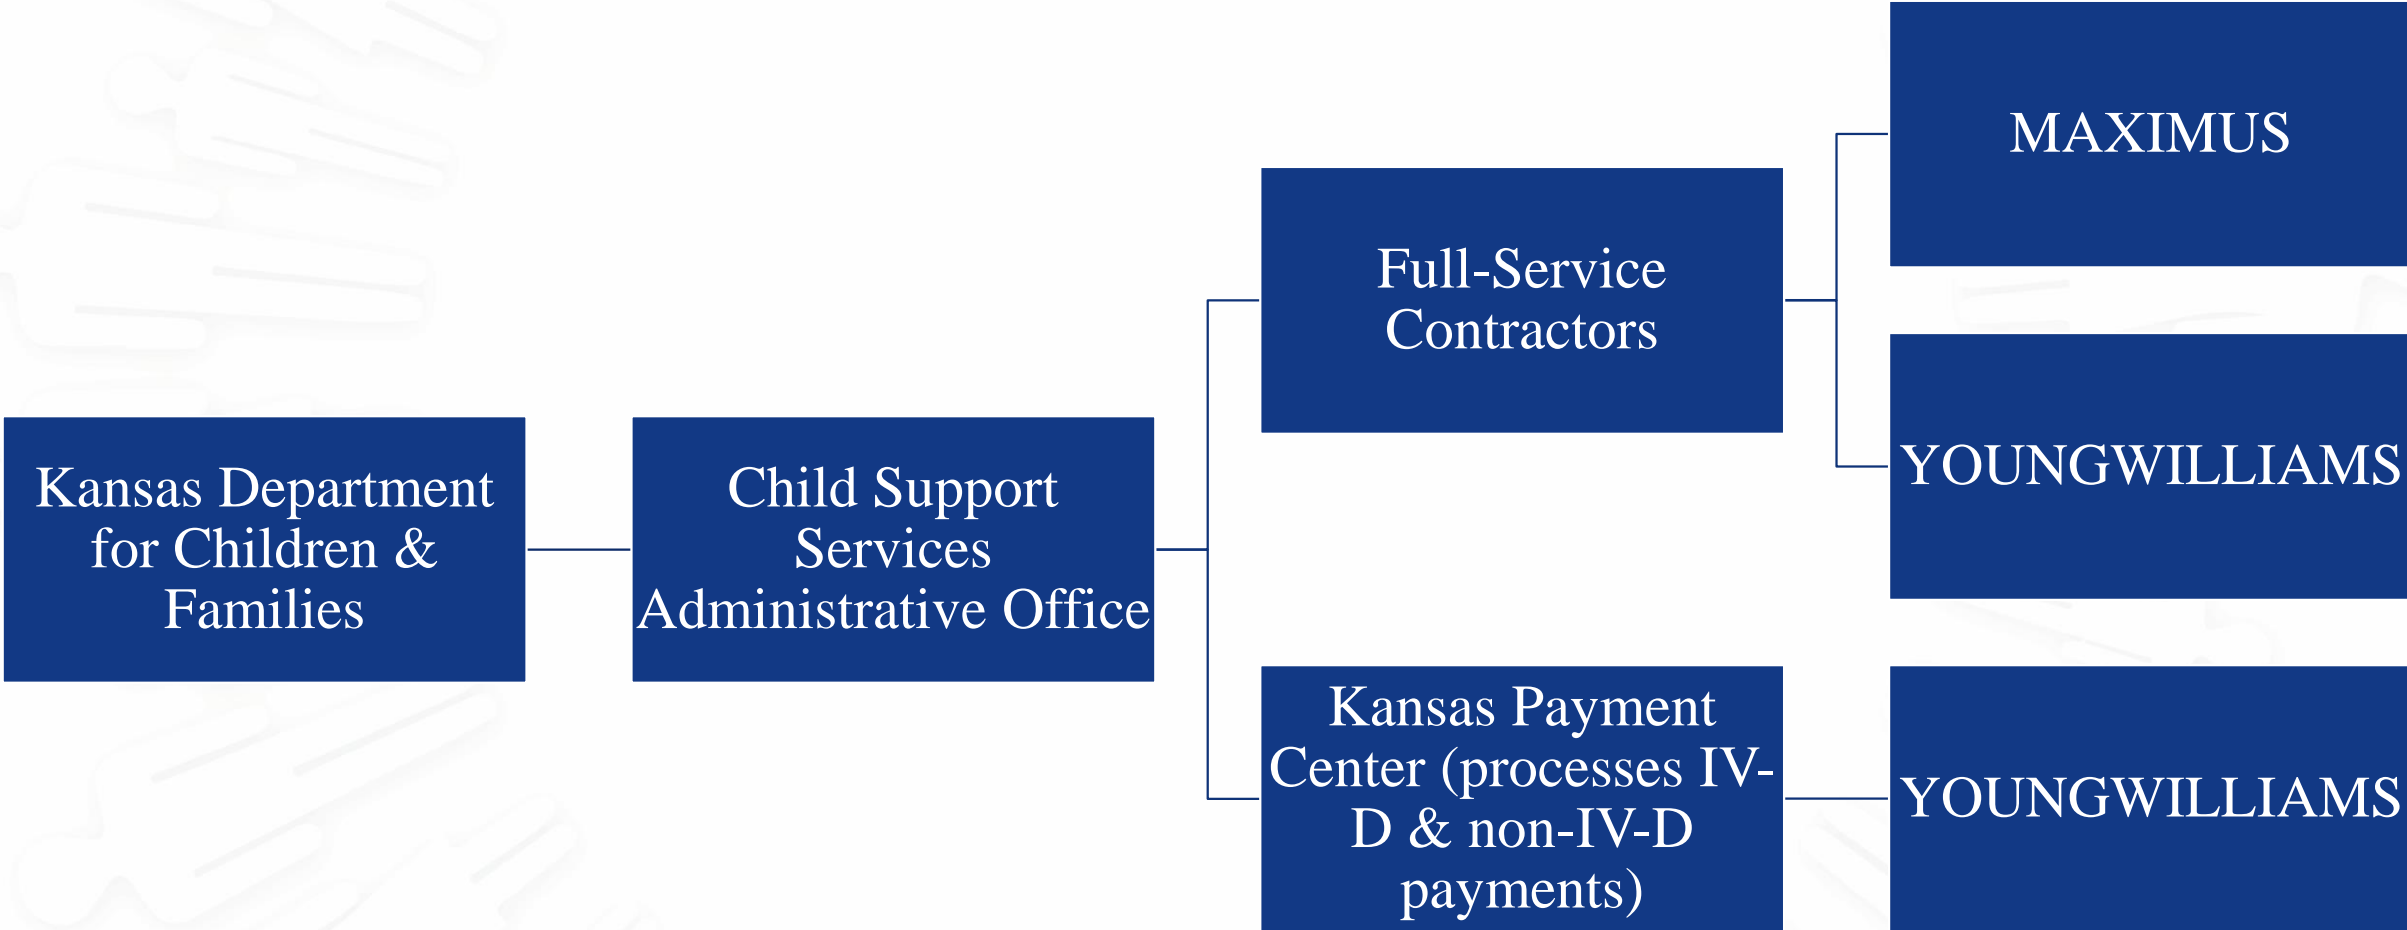 Kansas Department
for Children &
Families
Child Support
Services
Administrative Office
Full-Service
Contractors
MAXIMUS
YOUNGWILLIAMS
Kansas Payment
Center (processes IV-
D & non-IV-D
payments)
YOUNGWILLIAMS